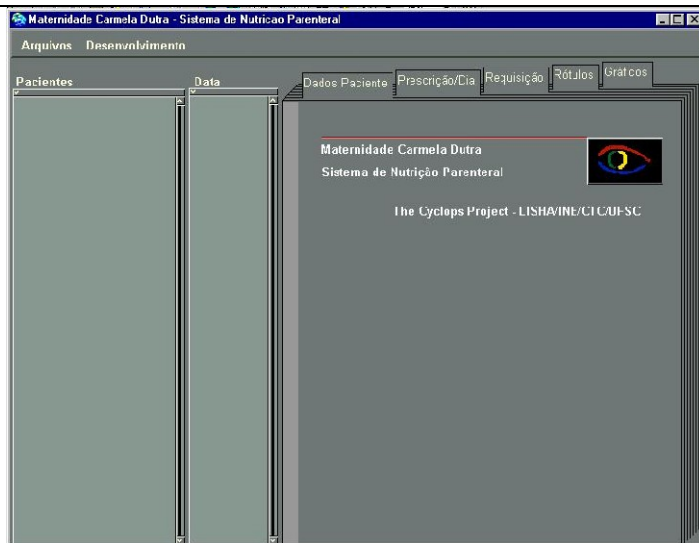 Maternidade Carmela Dutra - Sistema de Nutricao Parenteral
Arquivos Desenvolvimento
Pacientes
Data
Dados Paciente
Prescrição/Dia
Requisição
Rótulos
Gráficos
Maternidade Carmela Dutra
Sistema de Nutrição Parenteral
The Cyclops Project - LISHA/INE/CTC/UFSC